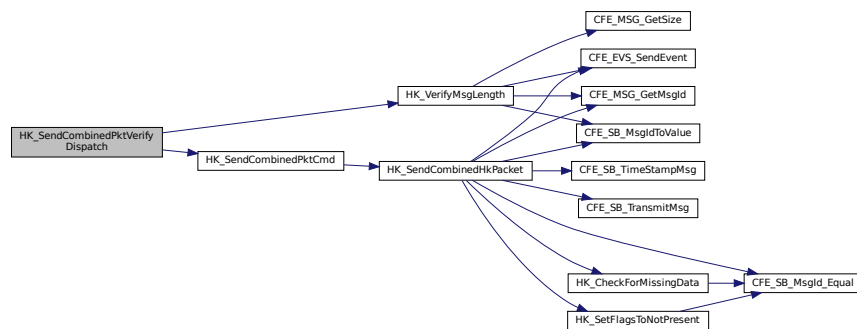 HK_SendCombinedPktVerify
Dispatch
HK_VerifyMsgLength
HK_SendCombinedPktCmd
HK_SendCombinedHkPacket
CFE_MSG_GetSize
CFE_EVS_SendEvent
CFE_MSG_GetMsgId
CFE_SB_MsgIdToValue
CFE_SB_TimeStampMsg
CFE_SB_TransmitMsg
HK_CheckForMissingData
HK_SetFlagsToNotPresent
CFE_SB_MsgId_Equal